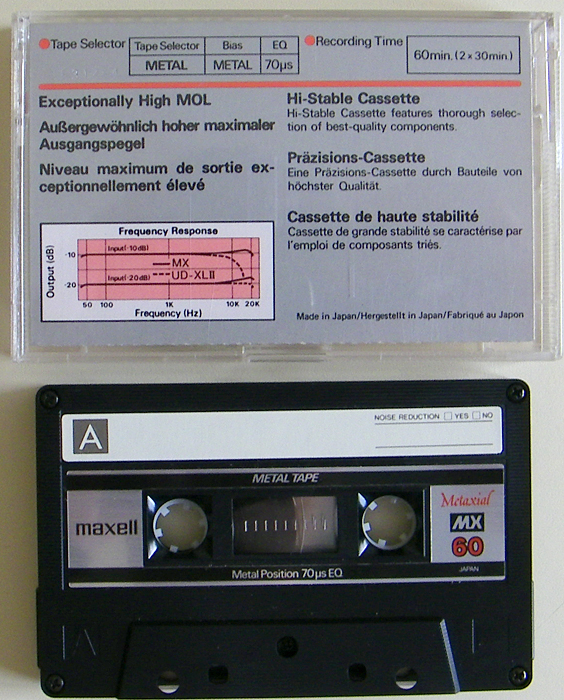 Tape Selector
Tape Selector Bias EQ
METAL METAL 70µs
Recording Time
60min. (2×30min.)
Exceptionally High MOL
Außergewöhnlich hoher maximaler
Ausgangspegel
Niveau maximum de sortie ex-
ceptionnellement élevé
Hi-Stable Cassette
Hi-Stable Cassette features thorough selec-
tion of best-quality components.
Präzisions-Cassette
Eine Präzisions-Cassette durch Bauteile von
höchster Qualität.
Cassette de haute stabilité
Cassette de grande stabilité se caractérise par
l'emploi de composants triés.
Frequency Response
Output (dB)
-10
-20
Input(-10dB)
MX
Input(-20dB)
UD-XLII
50 100 1K 10K 20K
Frequency (Hz)
Made in Japan/Hergestellt in Japan/Fabriqué au Japon
A
NOISE REDUCTION YES NO
METAL TAPE
maxell
Metaxial
MX
60
JAPAN
Metal Position 70µs EQ
A